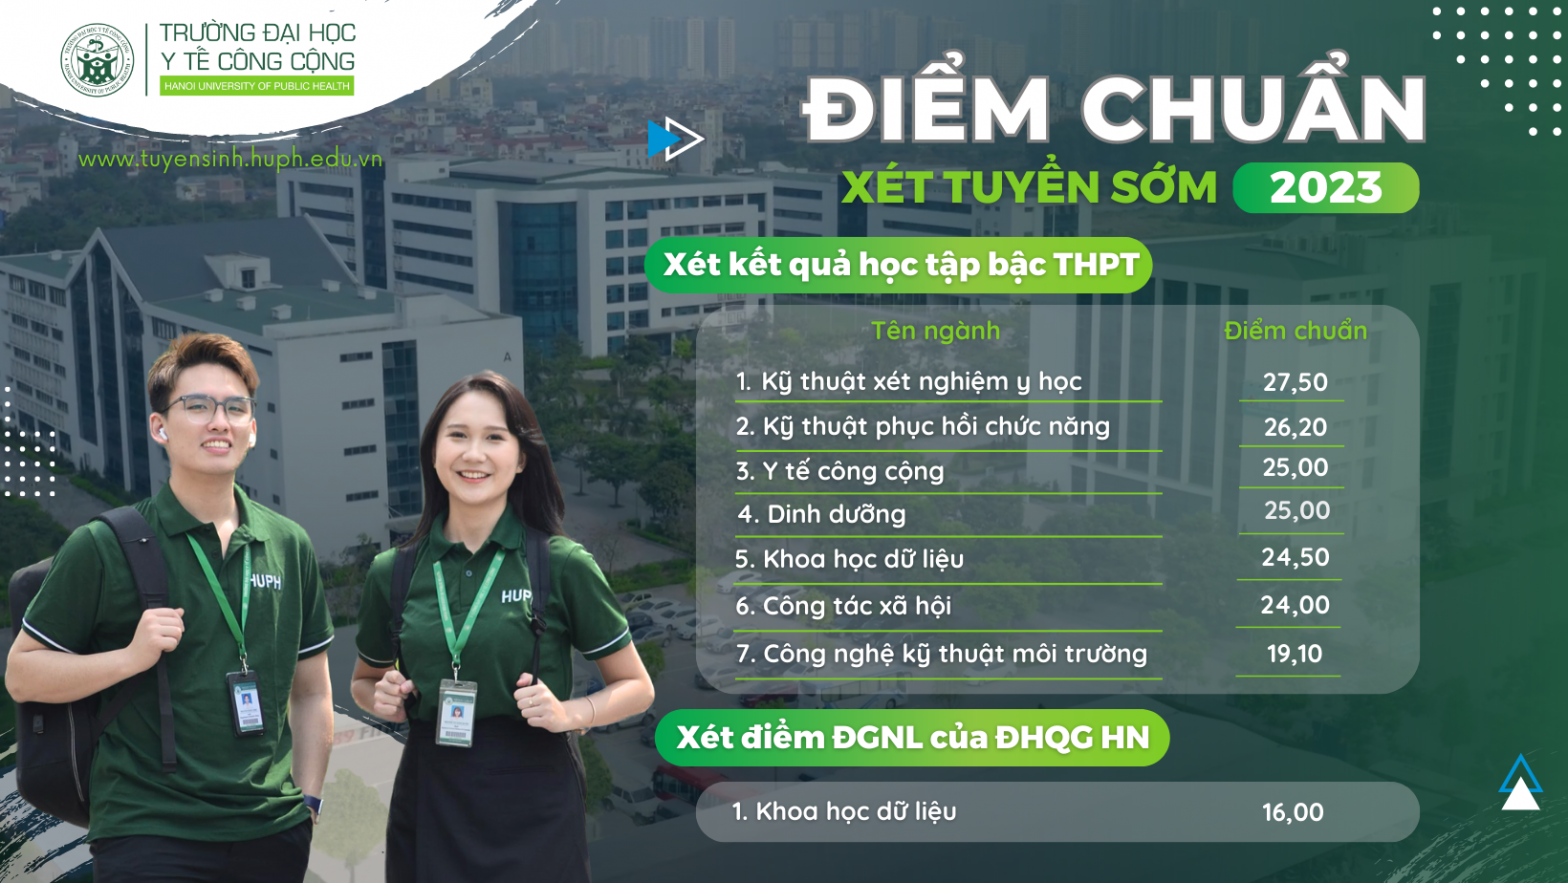 TRƯỜNG ĐẠI HỌC
Y TẾ CÔNG CỘNG
HANOI UNIVERSITY OF PUBLIC HEALTH
www.tuyensinh.huph.edu.vn
ĐIỂM CHUẨN
XÉT TUYỂN SỚM 2023
Xét kết quả học tập bậc THPT
Tên ngành Điểm chuẩn
1. Kỹ thuật xét nghiệm y học 27,50
2. Kỹ thuật phục hồi chức năng 26,20
3. Y tế công cộng 25,00
4. Dinh dưỡng 25,00
5. Khoa học dữ liệu 24,50
6. Công tác xã hội 24,00
7. Công nghệ kỹ thuật môi trường 19,10
Xét điểm ĐGNL của ĐHQG HN
1. Khoa học dữ liệu 16,00
HUPH
HUP
A